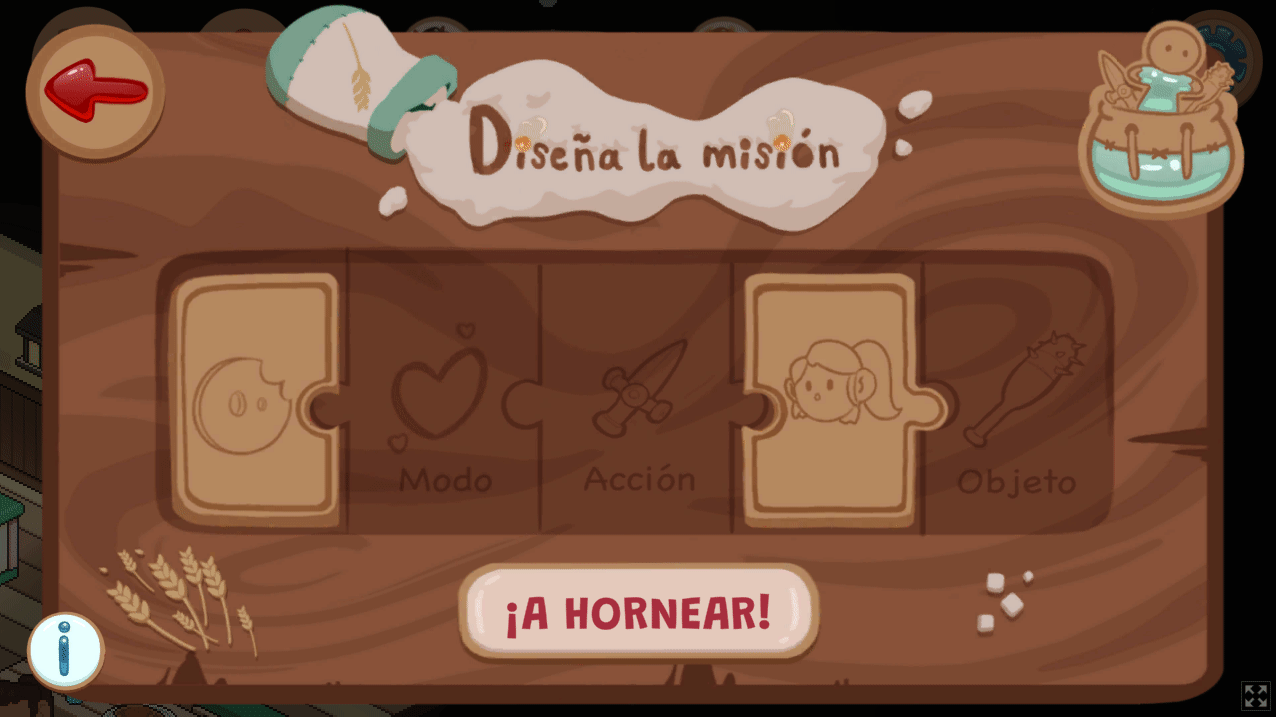 Diseña la misión
Modo
Acción
Objeto
¡A HORNEAR!
i